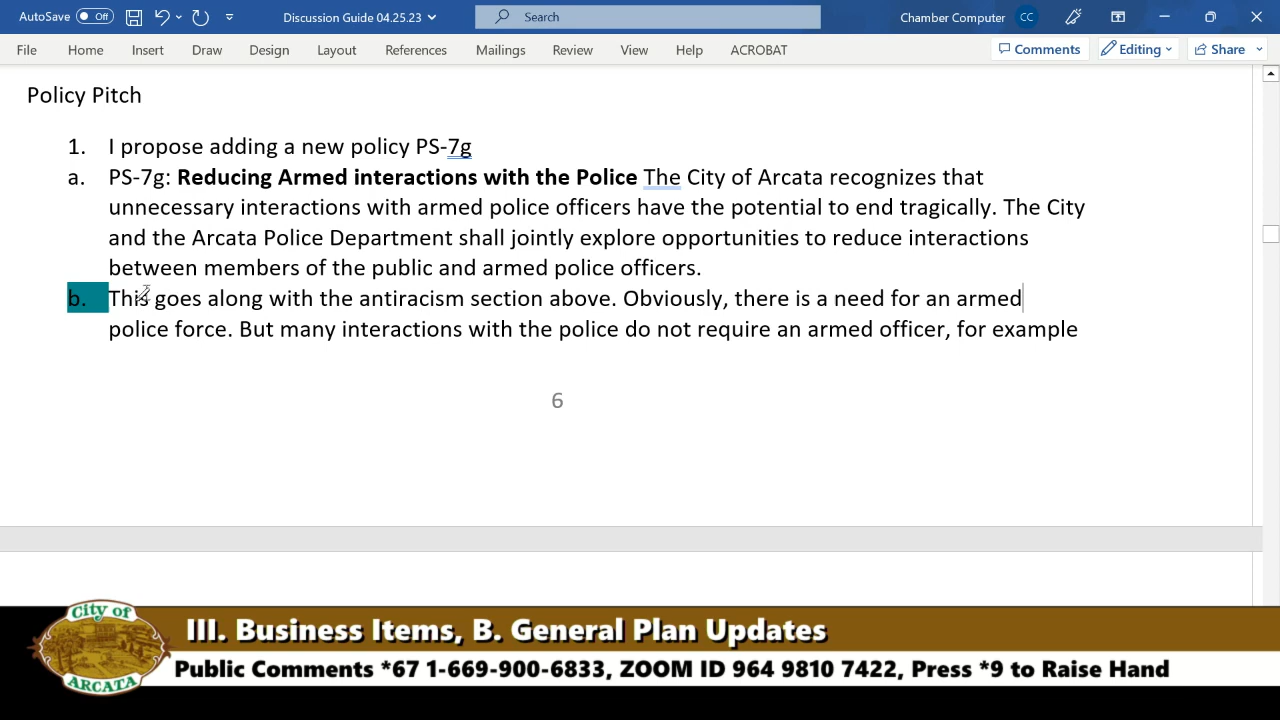 AutoSave Off
Discussion Guide 04.25.23
Search
Chamber Computer CC
File Home Insert Draw Design Layout References Mailings Review View Help ACROBAT Comments Editing Share
Policy Pitch
1. I propose adding a new policy PS-7g
a. PS-7g: Reducing Armed interactions with the Police The City of Arcata recognizes that
unnecessary interactions with armed police officers have the potential to end tragically. The City
and the Arcata Police Department shall jointly explore opportunities to reduce interactions
between members of the public and armed police officers.
b. This goes along with the antiracism section above. Obviously, there is a need for an armed
police force. But many interactions with the police do not require an armed officer, for example
6
City of
ARCATA
III. Business Items, B. General Plan Updates
Public Comments *67 1-669-900-6833, ZOOM ID 964 9810 7422, Press *9 to Raise Hand